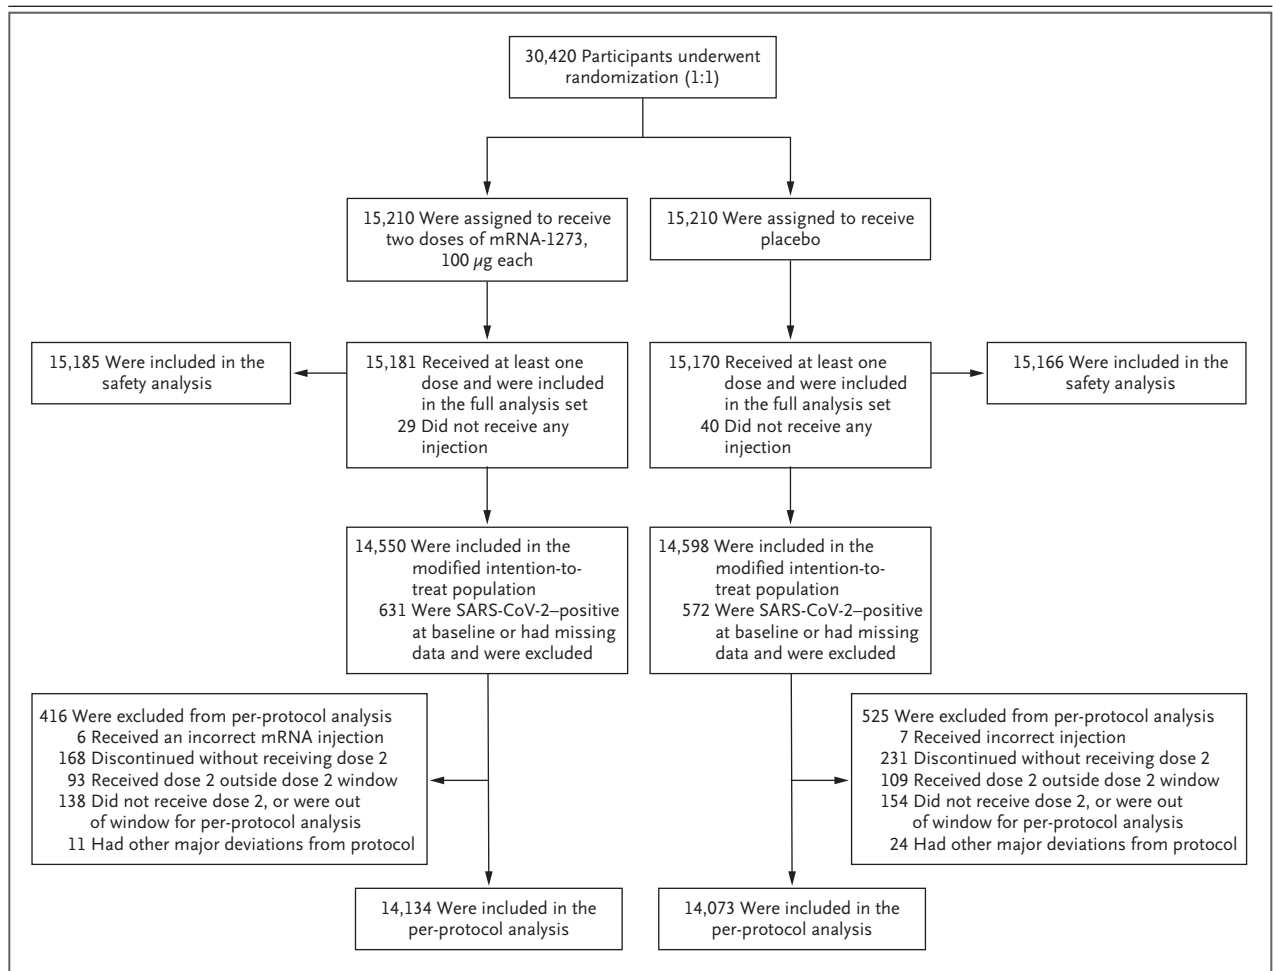 30,420 Participants underwent
randomization (1:1)
15,210 Were assigned to receive
two doses of mRNA-1273,
100 µg each
15,210 Were assigned to receive
placebo
15,185 Were included in the
safety analysis
15,181 Received at least one
dose and were included
in the full analysis set
29 Did not receive any
injection
15,170 Received at least one
dose and were included
in the full analysis set
40 Did not receive any
injection
15,166 Were included in the
safety analysis
14,550 Were included in the
modified intention-to-
treat population
631 Were SARS-CoV-2–positive
at baseline or had missing
data and were excluded
14,598 Were included in the
modified intention-to-
treat population
572 Were SARS-CoV-2–positive
at baseline or had missing
data and were excluded
416 Were excluded from per-protocol analysis
6 Received an incorrect mRNA injection
168 Discontinued without receiving dose 2
93 Received dose 2 outside dose 2 window
138 Did not receive dose 2, or were out
of window for per-protocol analysis
11 Had other major deviations from protocol
525 Were excluded from per-protocol analysis
7 Received incorrect injection
231 Discontinued without receiving dose 2
109 Received dose 2 outside dose 2 window
154 Did not receive dose 2, or were out
of window for per-protocol analysis
24 Had other major deviations from protocol
14,134 Were included in the
per-protocol analysis
14,073 Were included in the
per-protocol analysis